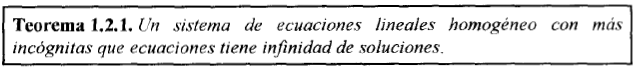 Teorema 1.2.1. Un sistema de ecuaciones lineales homogéneo con más
incógnitas que ecuaciones tiene infinidad de soluciones.